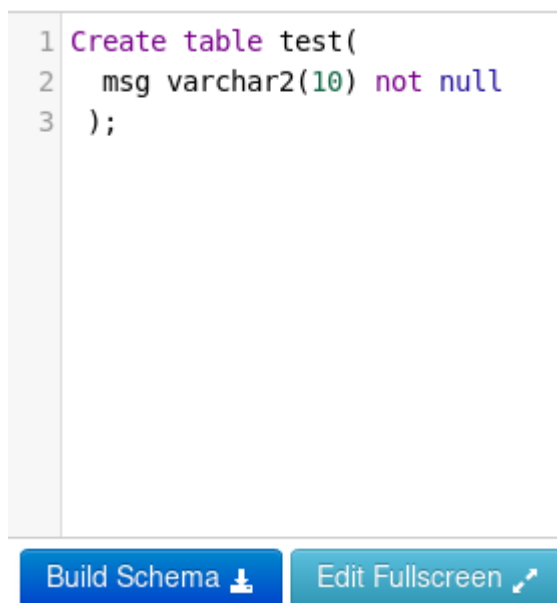 1 Create table test(
2 msg varchar2(10) not null
3 );
Build Schema Edit Fullscreen